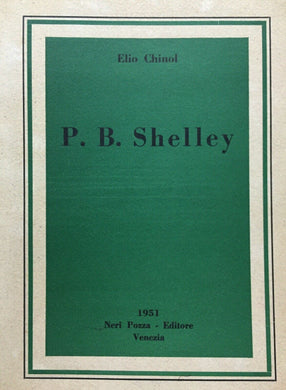 Elio Chinol
P. B. Shelley
1951
Neri Pozza - Editore
Venezia